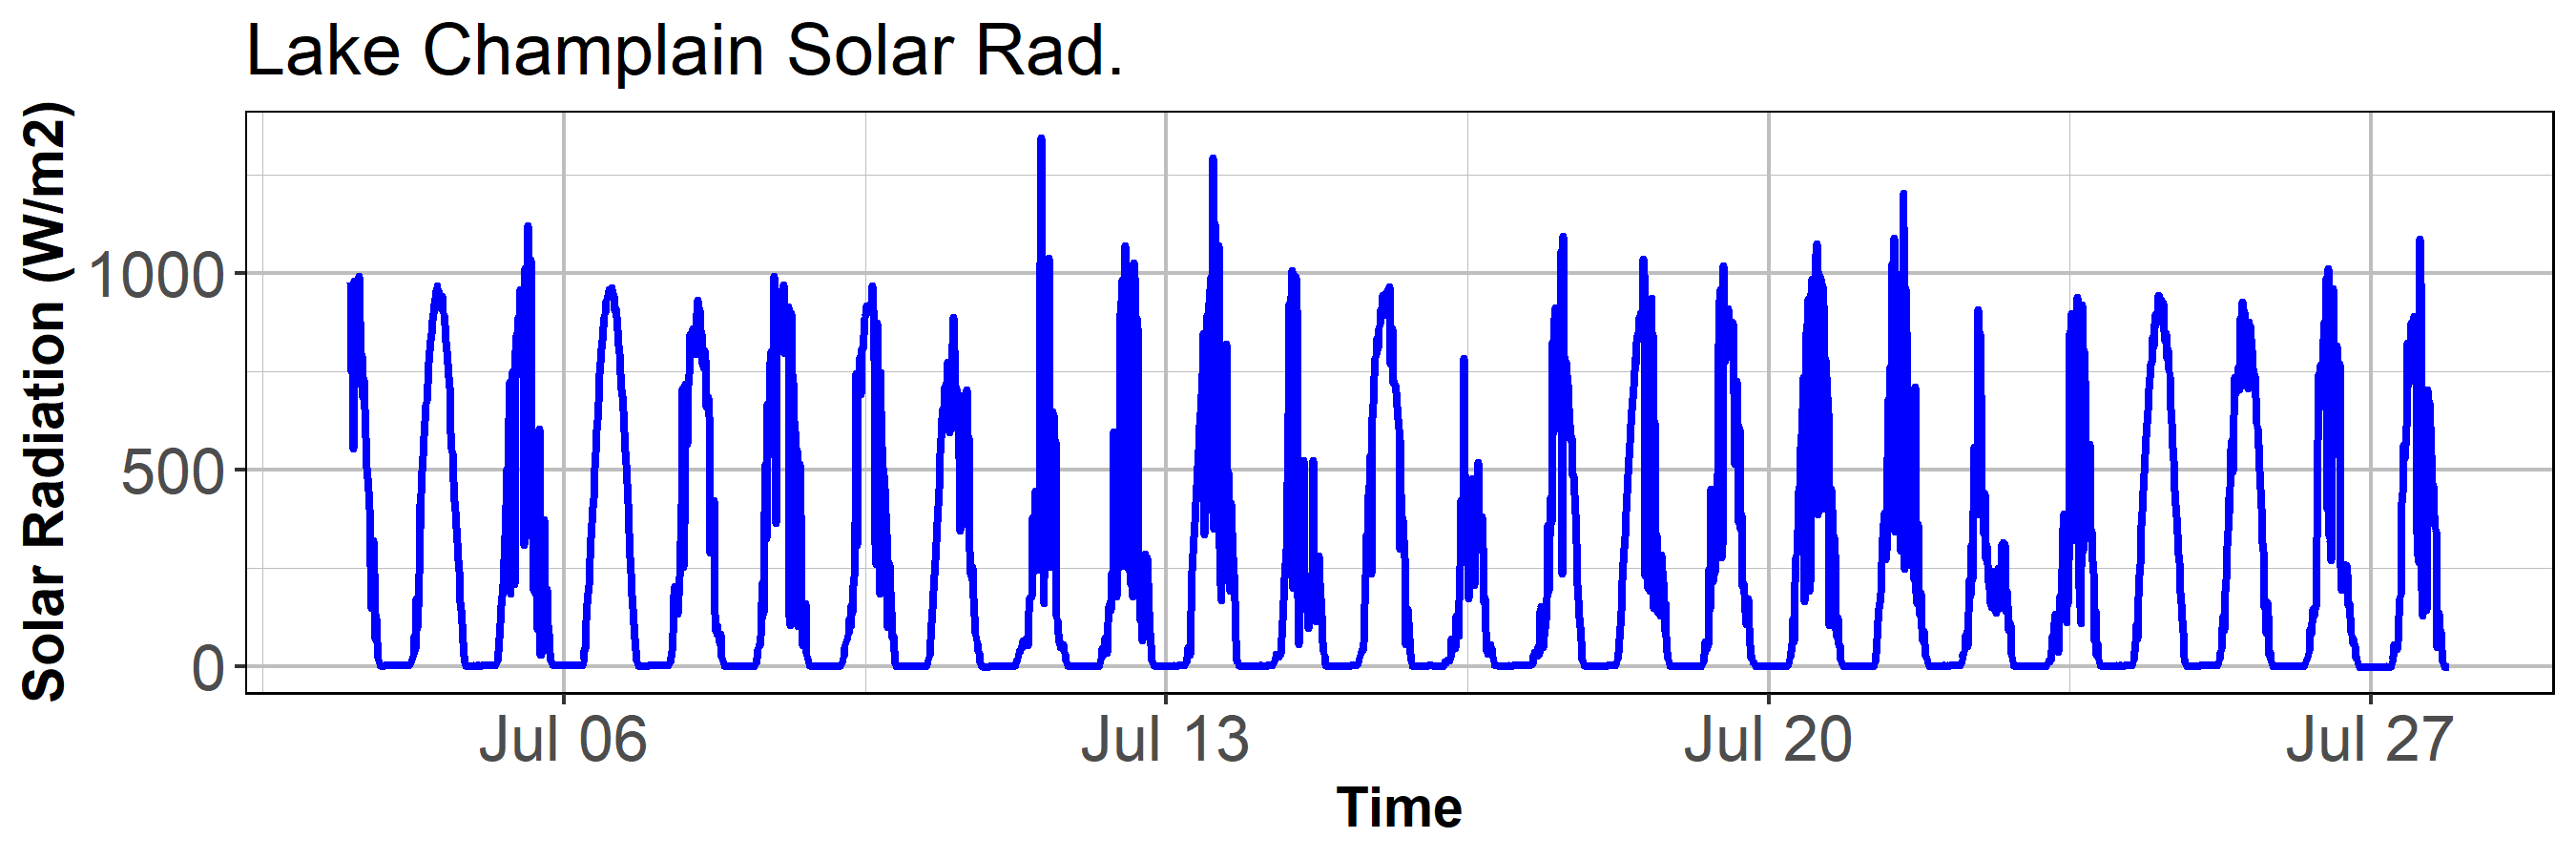 Lake Champlain Solar Rad.
Solar Radiation (W/m2)
1000
500
0
Jul 06 Jul 13 Jul 20 Jul 27
Time